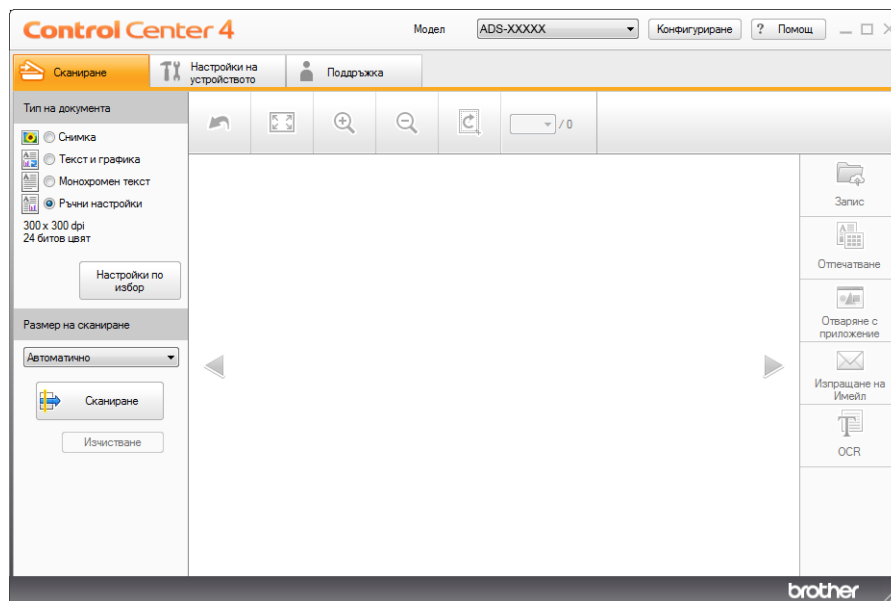 Control Center 4
Модел
ADS-XXXXX
Конфигуриране
? Помощ
Сканиране
Настройки на
устройството
Поддръжка
Тип на документа
Снимка
Текст и графика
Монохромен текст
Ръчни настройки
300 x 300 dpi
24 битов цвят
Настройки по
избор
Размер на сканиране
Автоматично
Сканиране
Изчистване
/ 0
Запис
Отпечатване
Отваряне с
приложение
Изпращане на
Имейл
OCR
brother